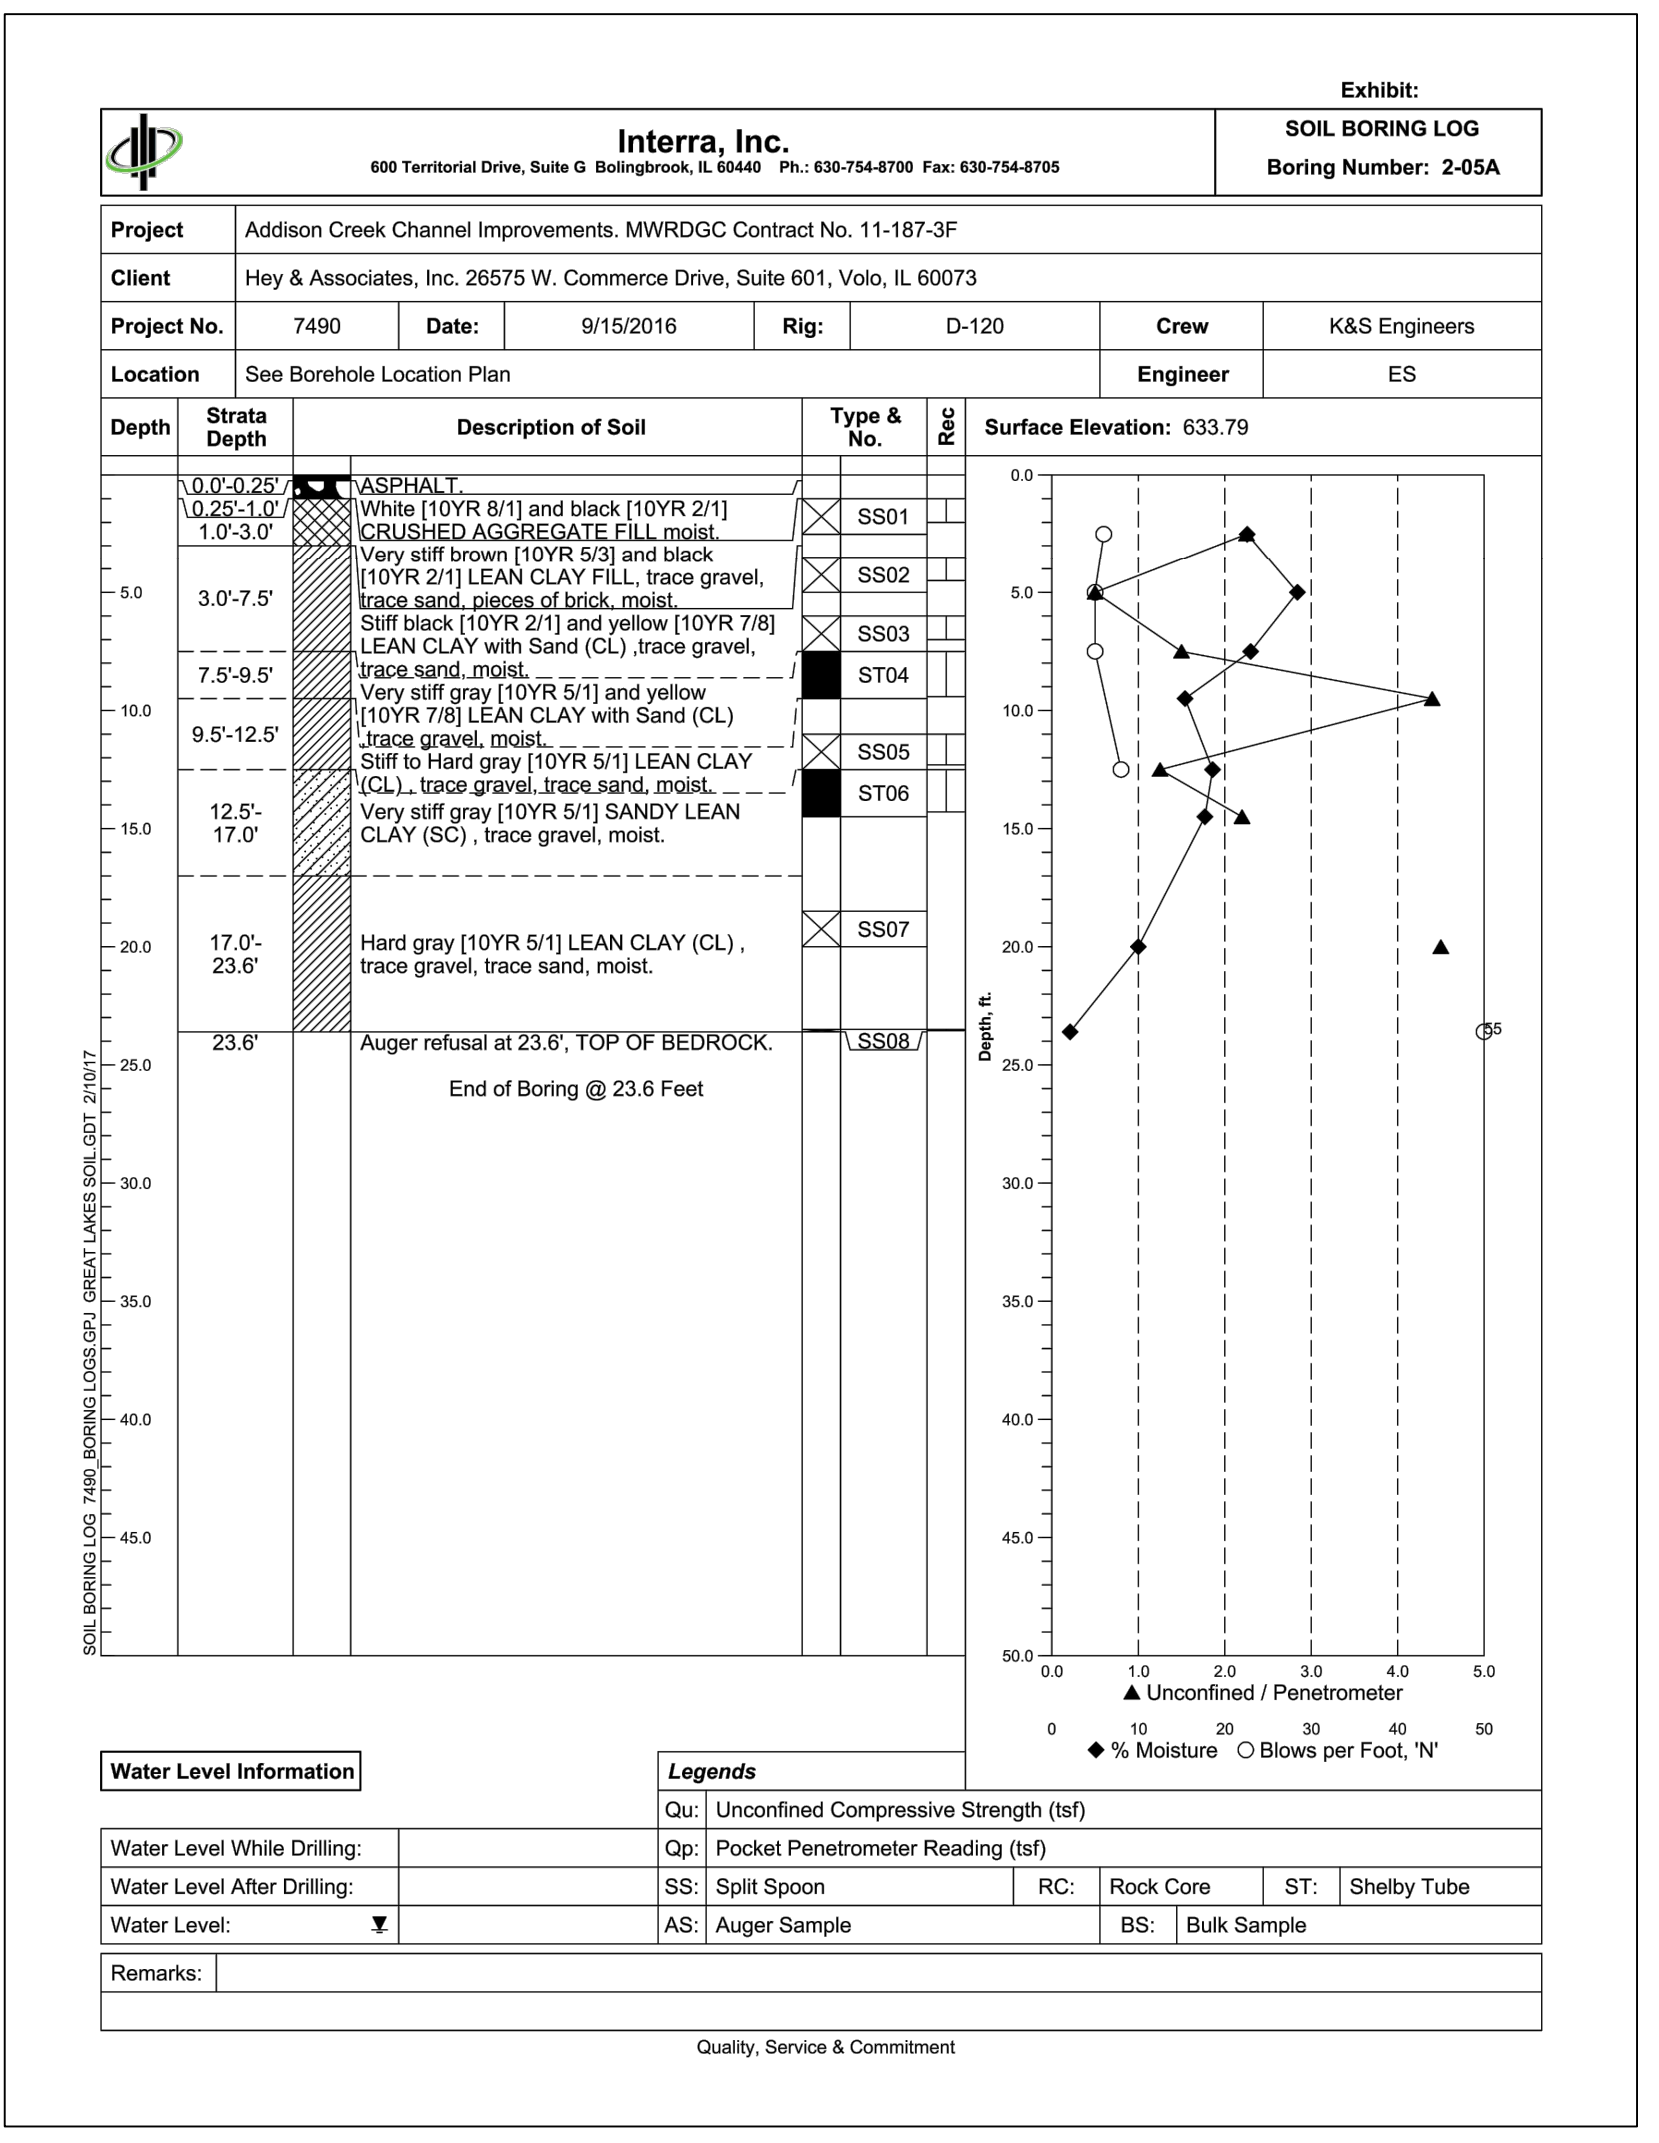 Exhibit:
Interra, Inc.
600 Territorial Drive, Suite G  Bolingbrook, IL 60440    Ph.: 630-754-8700  Fax: 630-754-8705
SOIL BORING LOG
Boring Number:  2-05A
Project	Addison Creek Channel Improvements. MWRDGC Contract No. 11-187-3F
Client	Hey & Associates, Inc. 26575 W. Commerce Drive, Suite 601, Volo, IL 60073
Project No.	7490	Date:	9/15/2016	Rig:	D-120	Crew	K&S Engineers
Location	See Borehole Location Plan	Engineer	ES
Depth
Strata
Depth
Description of Soil
Type &
No.
Rec
Surface Elevation:  633.79
0.0'-0.25'
ASPHALT.
0.25'-1.0'
White [10YR 8/1] and black [10YR 2/1]
CRUSHED AGGREGATE FILL moist.
SS01
1.0'-3.0'
Very stiff brown [10YR 5/3] and black
[10YR 2/1] LEAN CLAY FILL, trace gravel,
trace sand, pieces of brick, moist.
SS02
5.0
3.0'-7.5'
Stiff black [10YR 2/1] and yellow [10YR 7/8]
LEAN CLAY with Sand (CL) ,trace gravel,
trace sand, moist.
SS03
7.5'-9.5'
Very stiff gray [10YR 5/1] and yellow
[10YR 7/8] LEAN CLAY with Sand (CL)
,trace gravel, moist.
ST04
10.0
9.5'-12.5'
Stiff to Hard gray [10YR 5/1] LEAN CLAY
(CL) , trace gravel, trace sand, moist.
SS05
ST06
12.5'-
17.0'
Very stiff gray [10YR 5/1] SANDY LEAN
CLAY (SC) , trace gravel, moist.
15.0
SS07
20.0
17.0'-
23.6'
Hard gray [10YR 5/1] LEAN CLAY (CL) ,
trace gravel, trace sand, moist.
23.6'
Auger refusal at 23.6', TOP OF BEDROCK.
SS08
25.0
End of Boring @ 23.6 Feet
30.0
35.0
40.0
45.0
SOIL BORING LOG  7490_BORING LOGS.GPJ  GREAT LAKES SOIL.GDT  2/10/17
0.0
5.0
10.0
15.0
20.0
25.0
30.0
35.0
40.0
45.0
50.0
Depth, ft.
55
0.0	1.0	2.0	3.0	4.0	5.0
▲ Unconfined / Penetrometer
0	10	20	30	40	50
◆ % Moisture   ○ Blows per Foot, 'N'
Water Level Information
Water Level While Drilling:
Water Level After Drilling:
Water Level:
Legends
Qu:	Unconfined Compressive Strength (tsf)
Qp:	Pocket Penetrometer Reading (tsf)
SS:	Split Spoon	RC:	Rock Core	ST:	Shelby Tube
AS:	Auger Sample	BS:	Bulk Sample
Remarks:
Quality, Service & Commitment